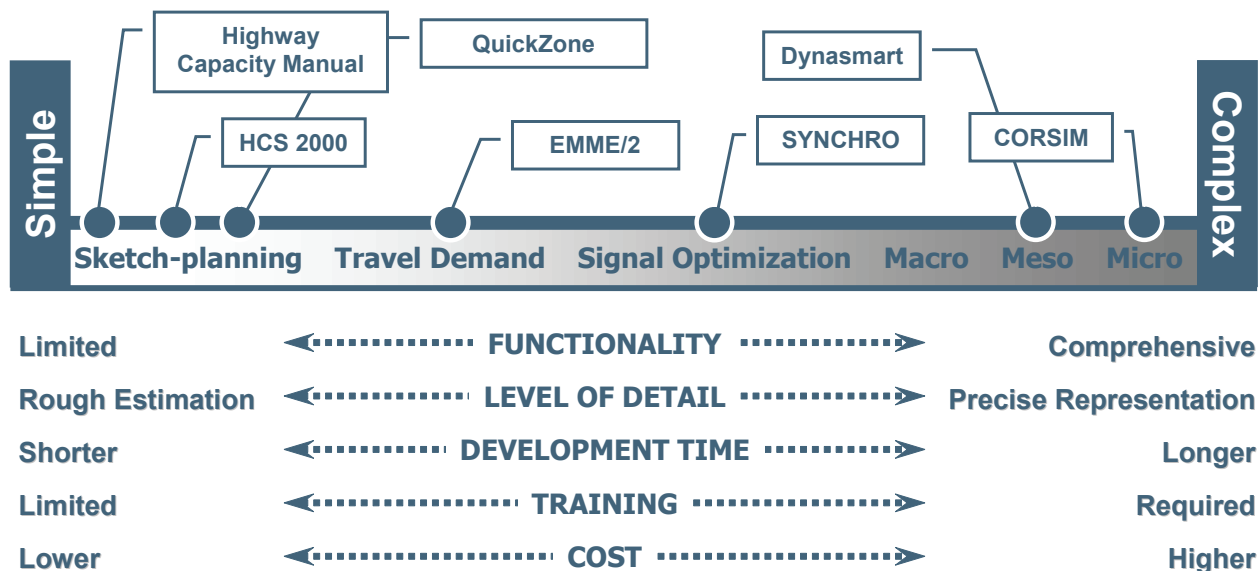 Highway
Capacity Manual
QuickZone
Dynasmart
HCS 2000
EMME/2
SYNCHRO
CORSIM
Simple
Complex
Sketch-planning Travel Demand Signal Optimization Macro Meso Micro
Limited FUNCTIONALITY Comprehensive
Rough Estimation LEVEL OF DETAIL Precise Representation
Shorter DEVELOPMENT TIME Longer
Limited TRAINING Required
Lower COST Higher